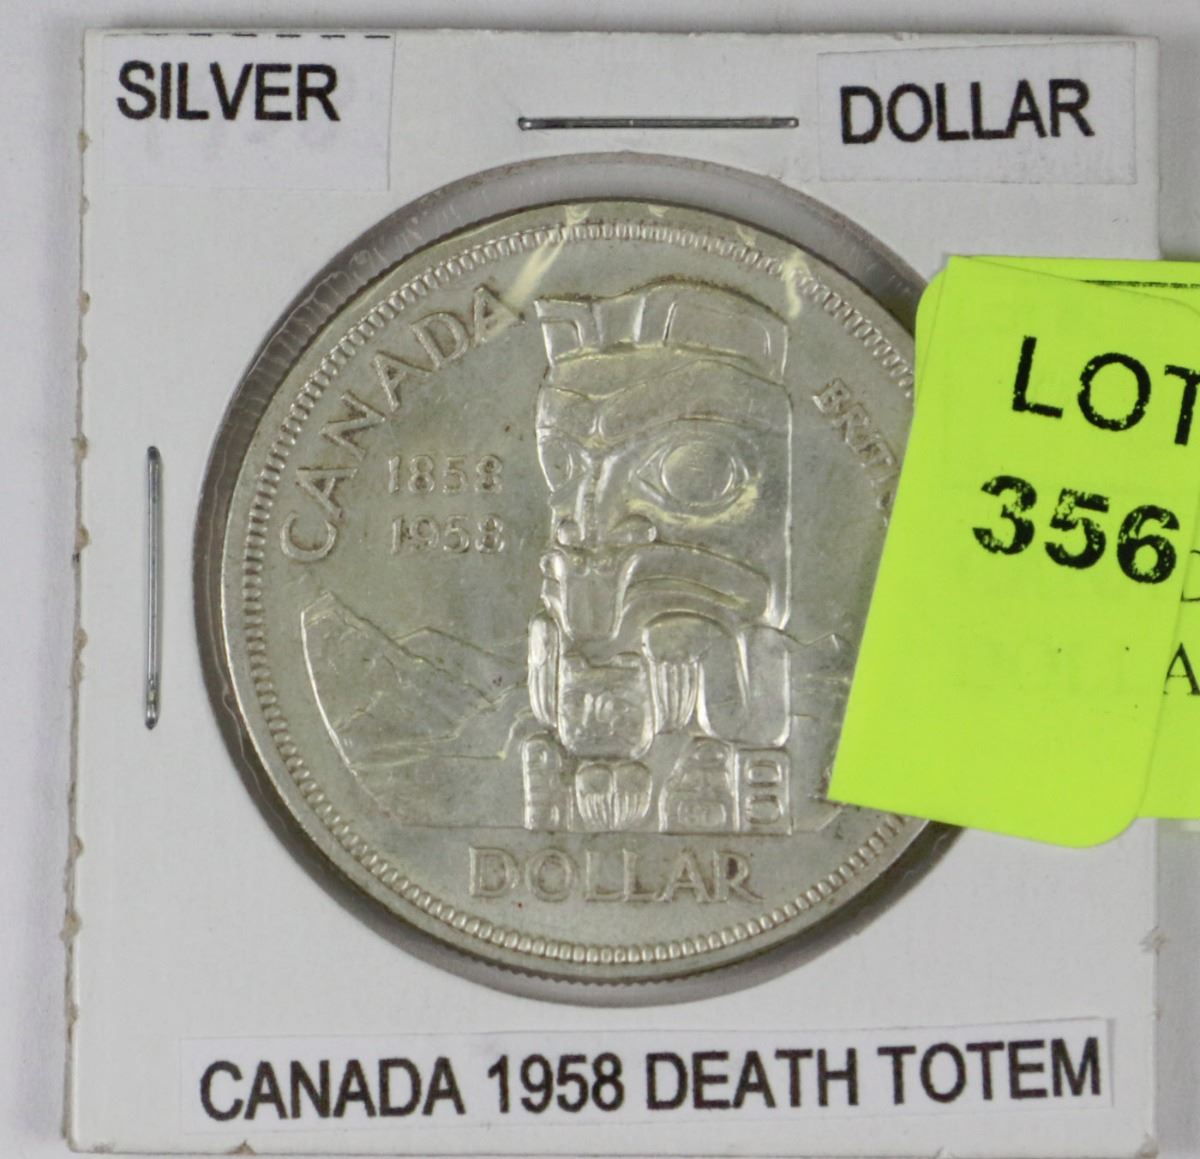 SILVER
DOLLAR
CANADA
1858
1958
DOLLAR
LOT
356
CANADA 1958 DEATH TOTEM